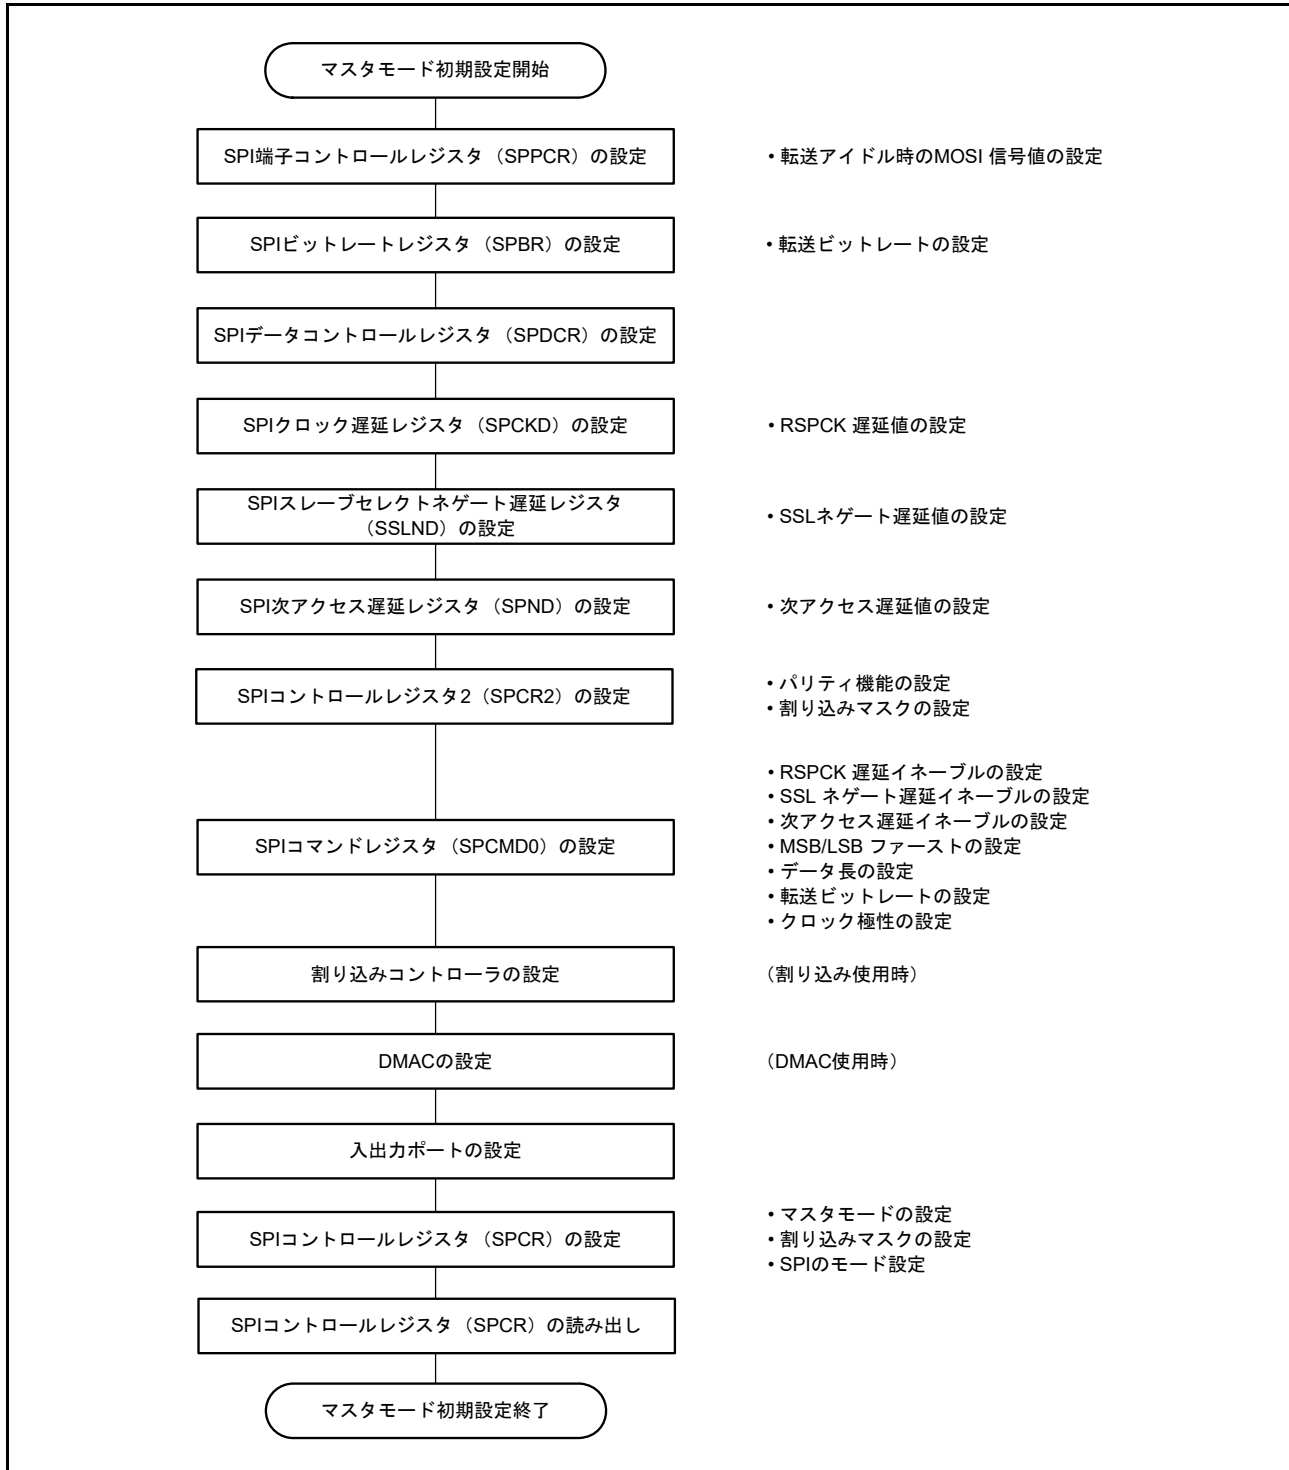 マスタモード初期設定開始
SPI端子コントロールレジスタ（SPPCR）の設定
• 転送アイドル時のMOSI 信号値の設定
SPIビットレートレジスタ（SPBR）の設定
• 転送ビットレートの設定
SPIデータコントロールレジスタ（SPDCR）の設定
SPIクロック遅延レジスタ（SPCKD）の設定
• RSPCK 遅延値の設定
SPIスレーブセレクトネゲート遅延レジスタ
（SSLND）の設定
• SSLネゲート遅延値の設定
SPI次アクセス遅延レジスタ（SPND）の設定
• 次アクセス遅延値の設定
SPIコントロールレジスタ2（SPCR2）の設定
• パリティ機能の設定
• 割り込みマスクの設定
SPIコマンドレジスタ（SPCMD0）の設定
• RSPCK 遅延イネーブルの設定
• SSL ネゲート遅延イネーブルの設定
• 次アクセス遅延イネーブルの設定
• MSB/LSB ファーストの設定
• データ長の設定
• 転送ビットレートの設定
• クロック極性の設定
割り込みコントローラの設定
（割り込み使用時）
DMACの設定
（DMAC使用時）
入出力ポートの設定
SPIコントロールレジスタ（SPCR）の設定
• マスタモードの設定
• 割り込みマスクの設定
• SPIのモード設定
SPIコントロールレジスタ（SPCR）の読み出し
マスタモード初期設定終了